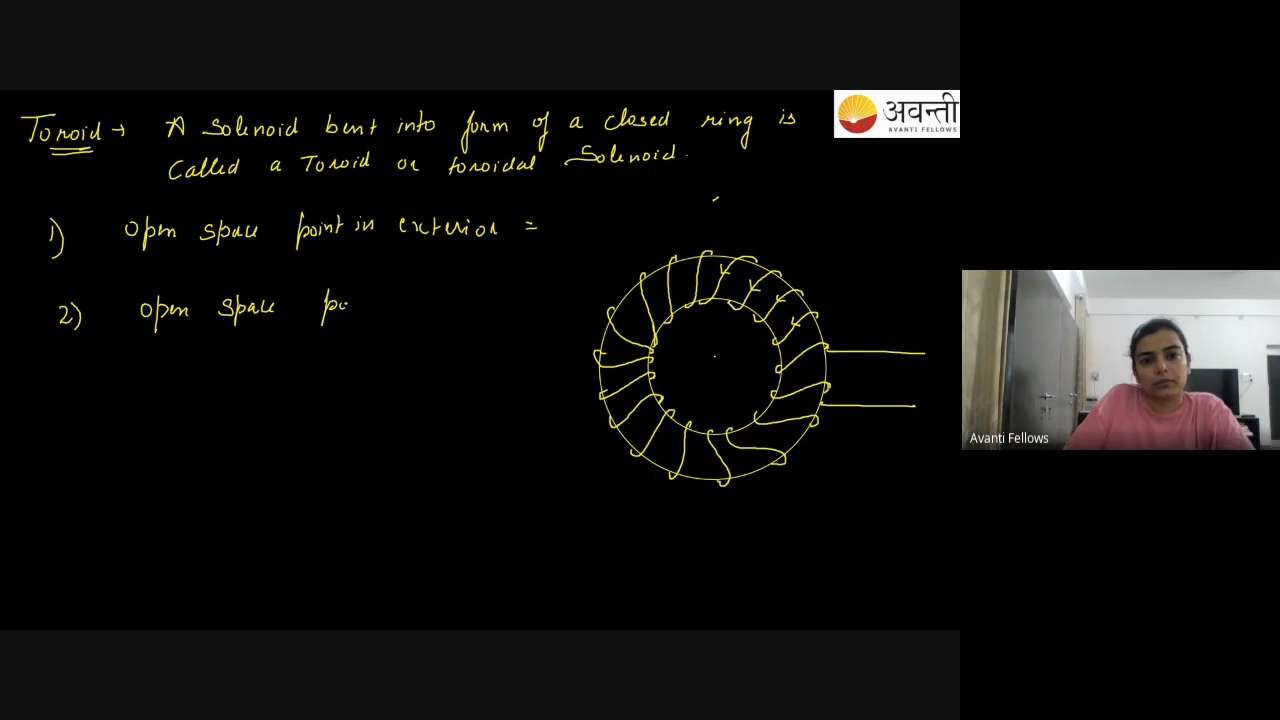 Toroid → A Solenoid bent into form of a closed ring is
Called a Toroid or toroidal Solenoid.
1) Open space point in exterior =
2) open space po
अवन्ती
AVANTI FELLOWS
Avanti Fellows